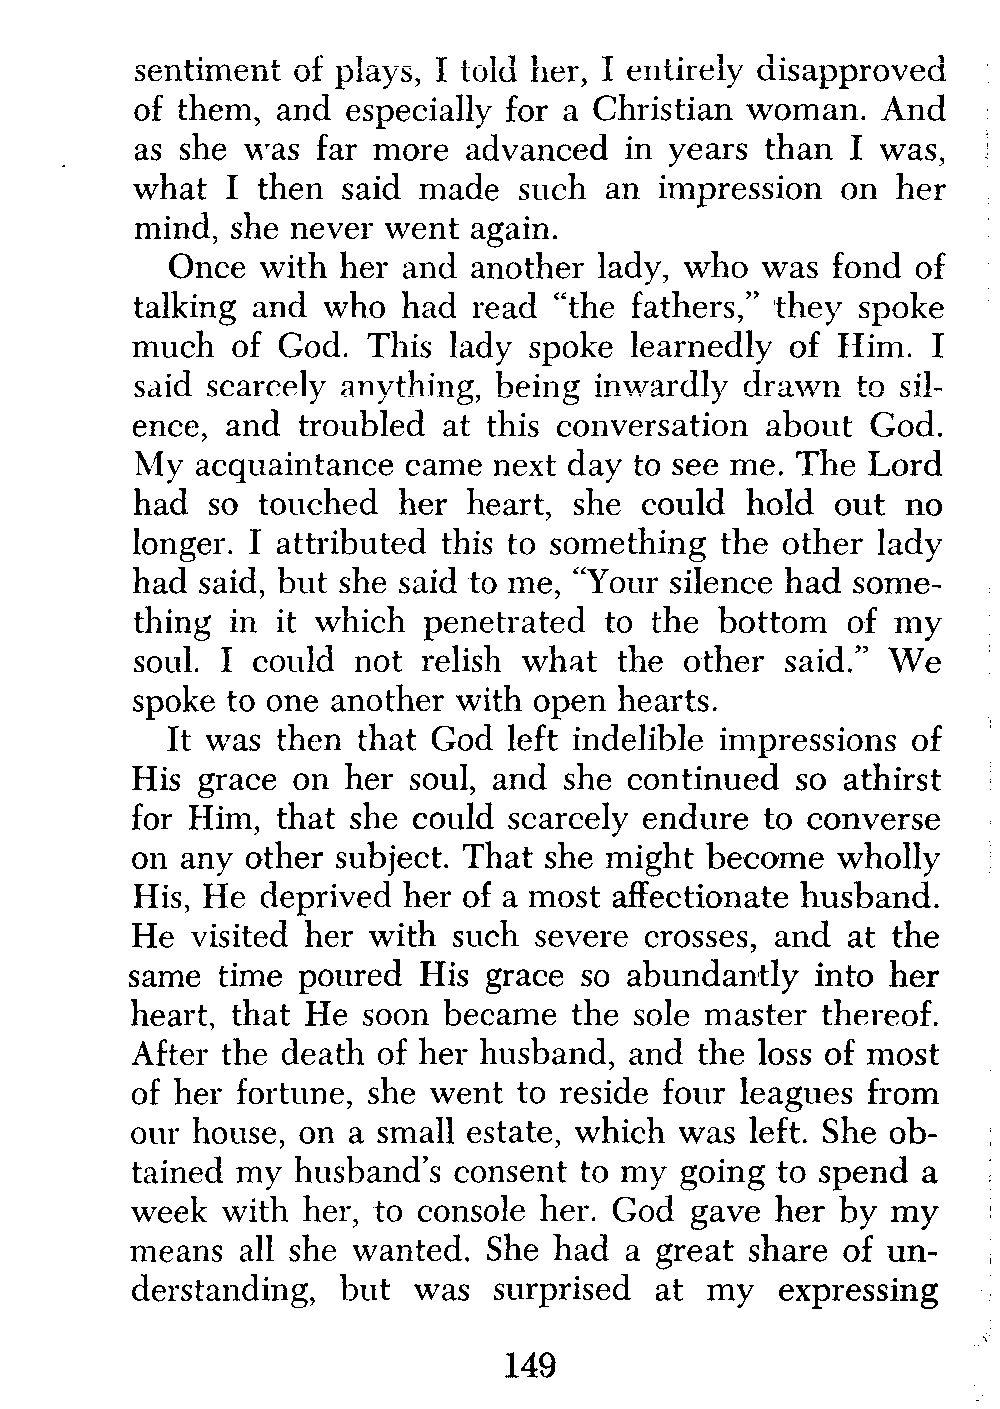 sentiment of plays, I told her, I entirely disapproved
of them, and especially for a Christian woman. And
as she was far more advanced in years than I was,
what I then said made such an impression on her
mind, she never went again.
Once with her and another lady, who was fond of
talking and who had read “the fathers,” they spoke
much of God. This lady spoke learnedly of Him. I
said scarcely anything, being inwardly drawn to sil-
ence, and troubled at this conversation about God.
My acquaintance came next day to see me. The Lord
had so touched her heart, she could hold out no
longer. I attributed this to something the other lady
had said, but she said to me, “Your silence had some-
thing in it which penetrated to the bottom of my
soul. I could not relish what the other said.” We
spoke to one another with open hearts.
It was then that God left indelible impressions of
His grace on her soul, and she continued so athirst
for Him, that she could scarcely endure to converse
on any other subject. That she might become wholly
His, He deprived her of a most affectionate husband.
He visited her with such severe crosses, and at the
same time poured His grace so abundantly into her
heart, that He soon became the sole master thereof.
After the death of her husband, and the loss of most
of her fortune, she went to reside four leagues from
our house, on a small estate, which was left. She ob-
tained my husband’s consent to my going to spend a
week with her, to console her. God gave her by my
means all she wanted. She had a great share of un-
derstanding, but was surprised at my expressing
149